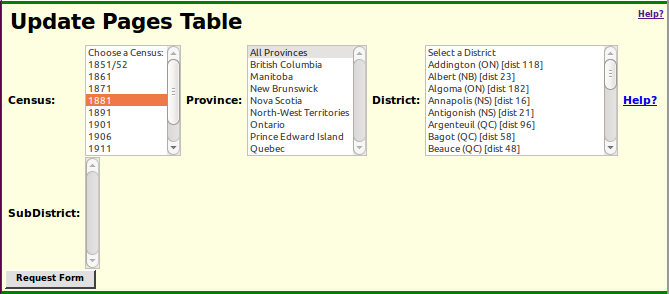 Update Pages Table
Help?
Census:
Choose a Census:
1851/52
1861
1871
1881
1891
1901
1906
1911
Province:
All Provinces
British Columbia
Manitoba
New Brunswick
Nova Scotia
North-West Territories
Ontario
Prince Edward Island
Quebec
District:
Select a District
Addington (ON) [dist 118]
Albert (NB) [dist 23]
Algoma (ON) [dist 182]
Annapolis (NS) [dist 16]
Antigonish (NS) [dist 21]
Argenteuil (QC) [dist 96]
Bagot (QC) [dist 58]
Beauce (QC) [dist 48]
Help?
SubDistrict:
Request Form